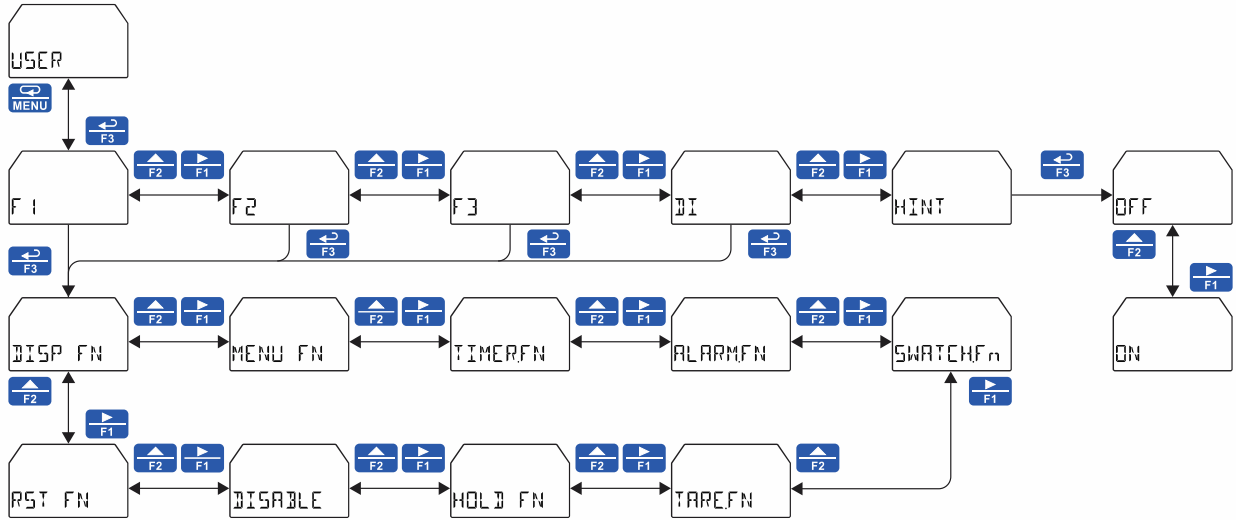 USER
MENU
F3
F2 F1 F2 F1 F2 F1 F2 F1 F3
F1 F2 F3 DI HINT OFF
F3 F3 F3 F3 F2
F1
F2 F1 F2 F1 F2 F1 F2 F1
DISP FN MENU FN TIMER.FN ALARM.FN SWATCH.Fn ON
F2 F1
F1
F2 F1 F2 F1 F2 F1 F2
RST FN DISABLE HOLD FN TARE.FN